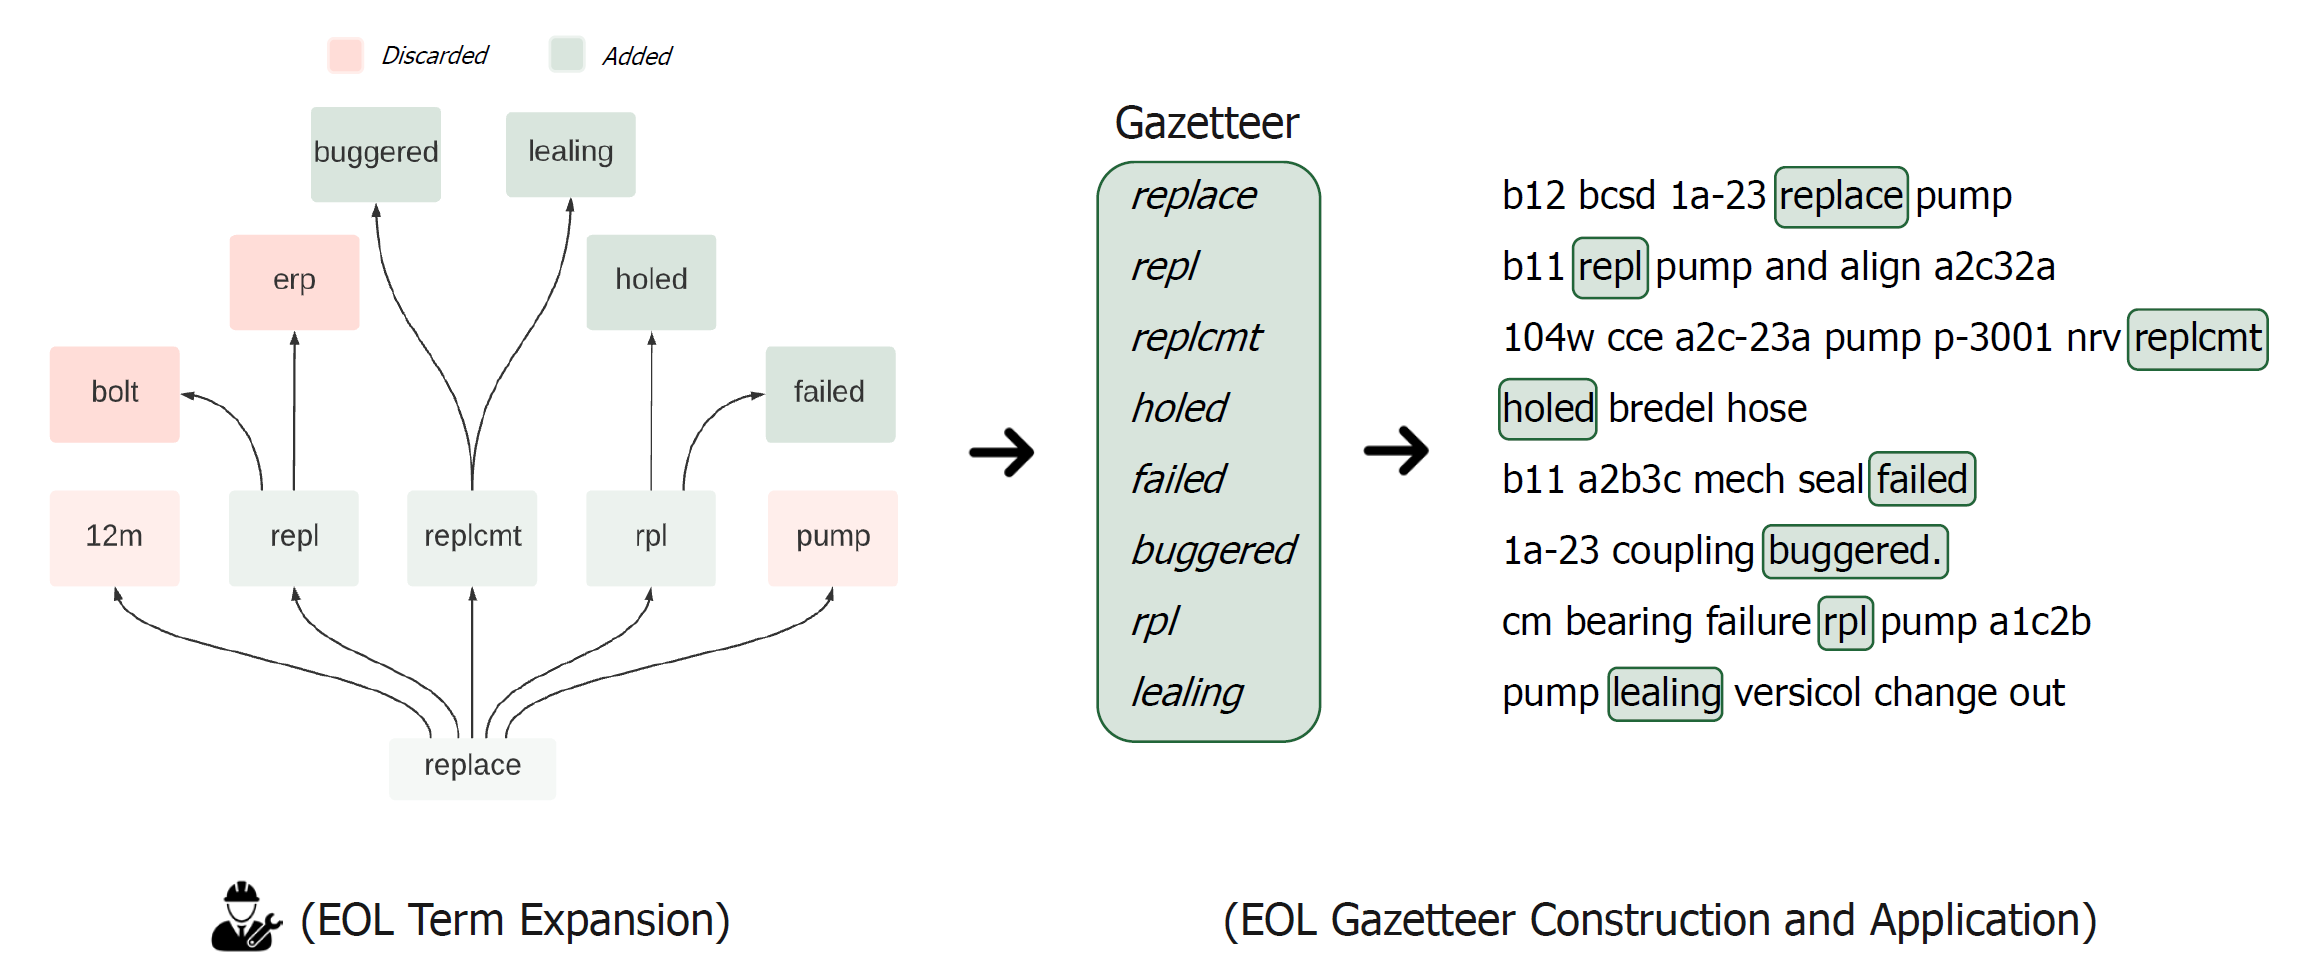 Discarded
Added
buggered
lealing
erp
holed
bolt
failed
12m
repl
replcmt
rpl
pump
replace
(EOL Term Expansion)
Gazetteer
replace
repl
replcmt
holed
failed
buggered
rpl
lealing
b12 bcsd 1a-23 replace pump
b11 repl pump and align a2c32a
104w cce a2c-23a pump p-3001 nrv replcmt
holed bredel hose
b11 a2b3c mech seal failed
1a-23 coupling buggered.
cm bearing failure rpl pump a1c2b
pump lealing versicol change out
(EOL Gazetteer Construction and Application)